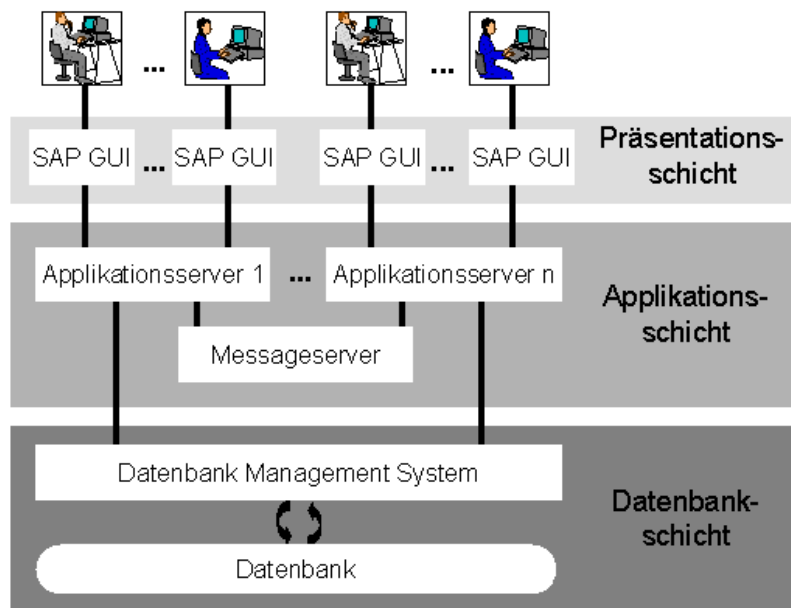 ... ...
SAP GUI ... SAP GUI ... SAP GUI ... SAP GUI
Präsentations-
schicht
Applikationsserver 1 ... Applikationsserver n
Messageserver
Applikations-
schicht
Datenbank Management System
Datenbank
Datenbank-
schicht